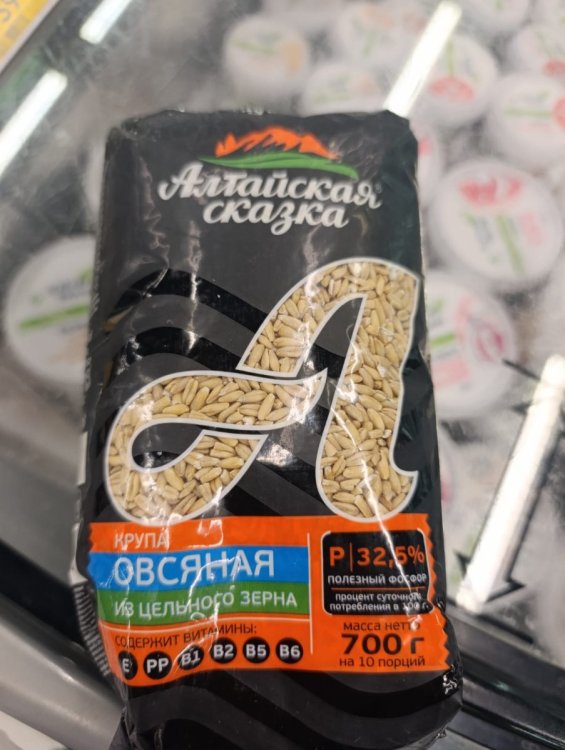 Алтайская®
сказка
КРУПА
ОВСЯНАЯ
ИЗ ЦЕЛЬНОГО ЗЕРНА
СОДЕРЖИТ ВИТАМИНЫ:
E PP B1 B2 B5 B6
P 32,5%
ПОЛЕЗНЫЙ ФОСФОР
процент суточного
потребления в 100 г
масса нетто
700 г
на 10 порций